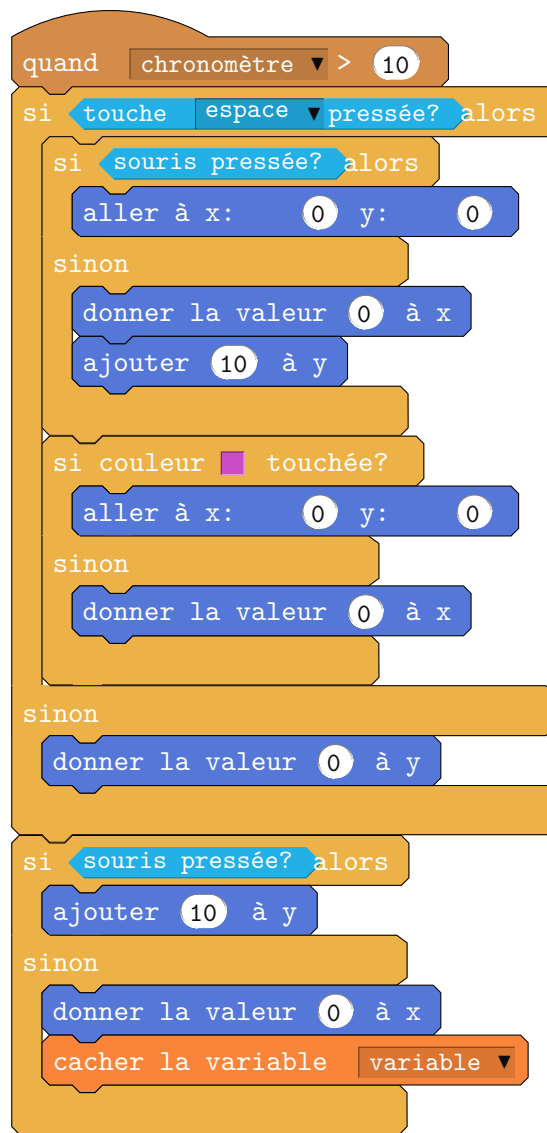 quand chronomètre ▼ > 10
si touche espace ▼ pressée? alors
si souris pressée? alors
aller à x: 0 y: 0
sinon
donner la valeur 0 à x
ajouter 10 à y
si couleur touchée?
aller à x: 0 y: 0
sinon
donner la valeur 0 à x
sinon
donner la valeur 0 à y
si souris pressée? alors
ajouter 10 à y
sinon
donner la valeur 0 à x
cacher la variable variable ▼